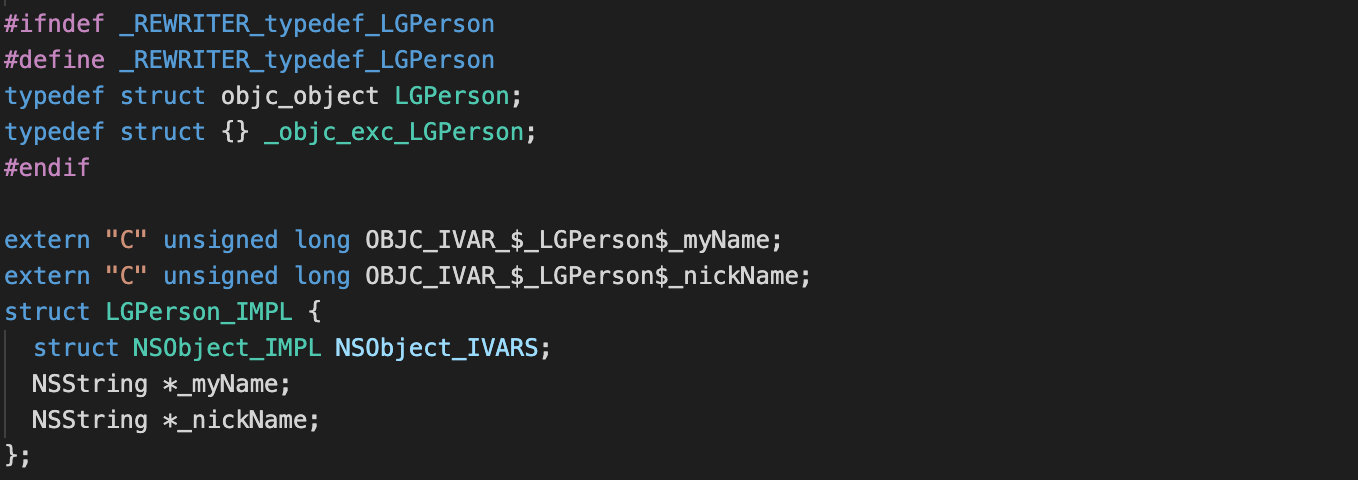 #ifndef _REWRITER_typedef_LGPerson
#define _REWRITER_typedef_LGPerson
typedef struct objc_object LGPerson;
typedef struct {} _objc_exc_LGPerson;
#endif
extern "C" unsigned long OBJC_IVAR_$_LGPerson$_myName;
extern "C" unsigned long OBJC_IVAR_$_LGPerson$_nickName;
struct LGPerson_IMPL {
struct NSObject_IMPL NSObject_IVARS;
NSString *_myName;
NSString *_nickName;
};